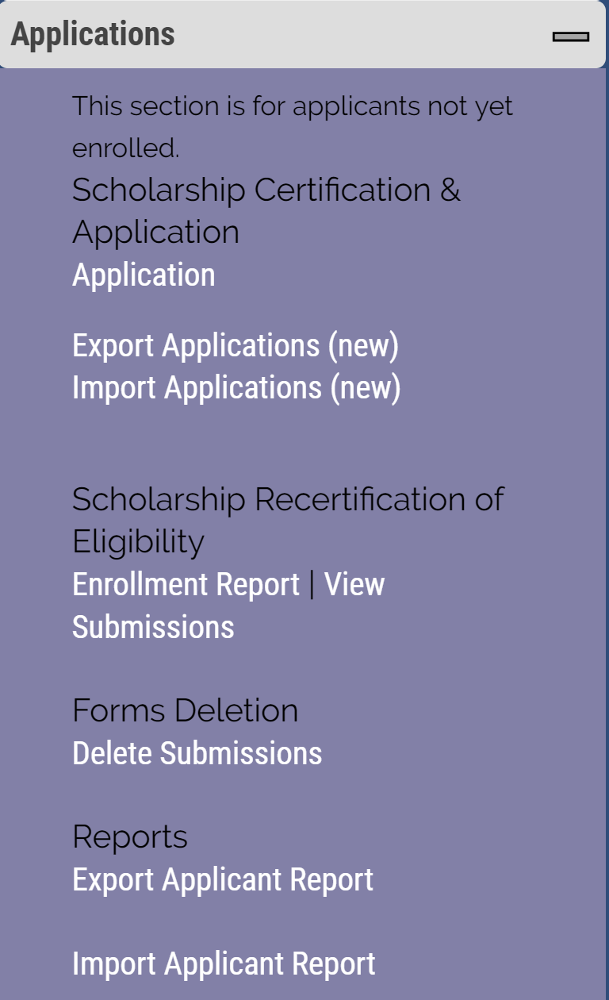 Applications
This section is for applicants not yet
enrolled.
Scholarship Certification &
Application
Application
Export Applications (new)
Import Applications (new)
Scholarship Recertification of
Eligibility
Enrollment Report | View
Submissions
Forms Deletion
Delete Submissions
Reports
Export Applicant Report
Import Applicant Report